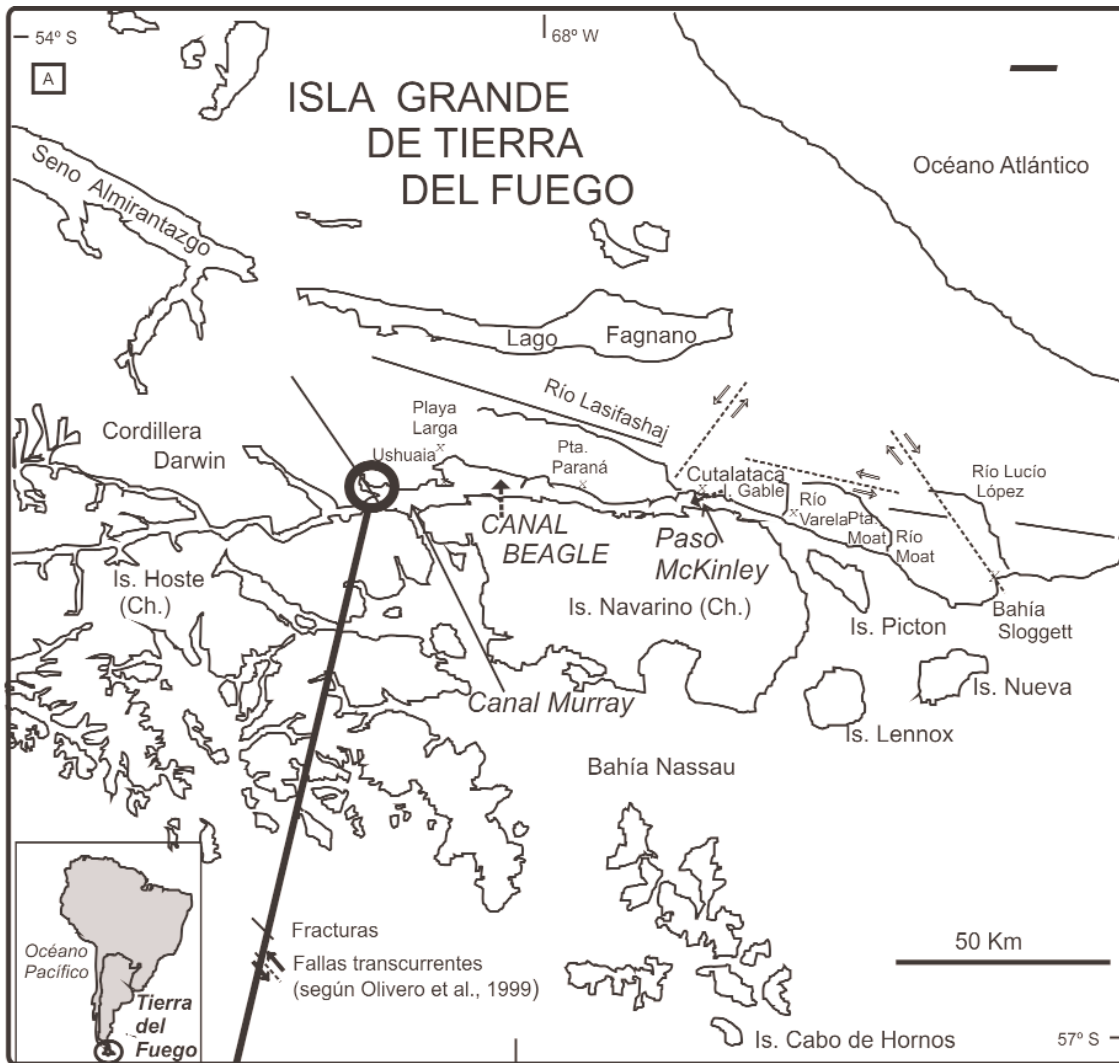 54º S
68º W
A
ISLA GRANDE
DE TIERRA
DEL FUEGO
Océano Atlántico
Seno Almirantazgo
Lago Fagnano
Río Lasifashaj
Playa
Larga
Ushuaia
Pta.
Paraná
Cordillera
Darwin
Cutalataca
I. Gable
Río
Varela
Pta.
Moat
Río
Moat
Río Lucío
López
CANAL
BEAGLE
Paso
McKinley
Is. Hoste
(Ch.)
Is. Navarino (Ch.)
Is. Picton
Bahía
Sloggett
Is. Nueva
Canal Murray
Is. Lennox
Bahía Nassau
Océano
Pacífico
Tierra
del
Fuego
Fracturas
Fallas transcurrentes
(según Olivero et al., 1999)
50 Km
Is. Cabo de Hornos
57º S